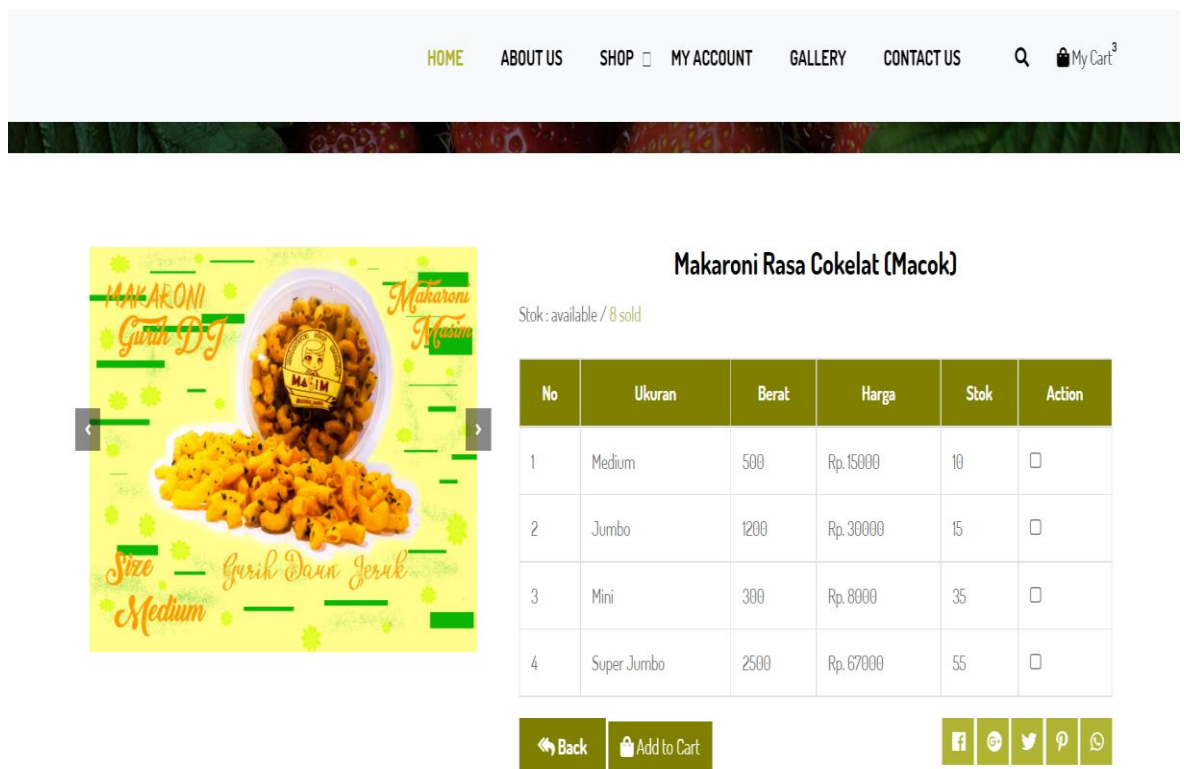 HOME ABOUT US SHOP MY ACCOUNT GALLERY CONTACT US My Cart 3
MAKARONI
Gurih DJ
Makaroni
Masim
MASIM
Size
Medium
Gurih Daun Jeruk
Makaroni Rasa Cokelat (Macok)
Stok : available / 8 sold
No Ukuran Berat Harga Stok Action
1 Medium 500 Rp. 15000 10
2 Jumbo 1200 Rp. 30000 15
3 Mini 300 Rp. 8000 35
4 Super Jumbo 2500 Rp. 67000 55
Back Add to Cart